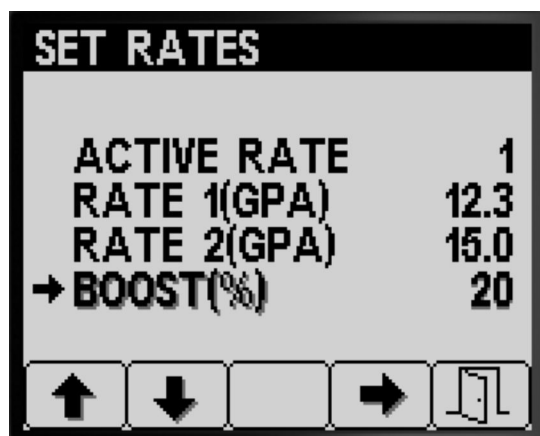 SET RATES
ACTIVE RATE 1
RATE 1(GPA) 12.3
RATE 2(GPA) 15.0
BOOST(%) 20